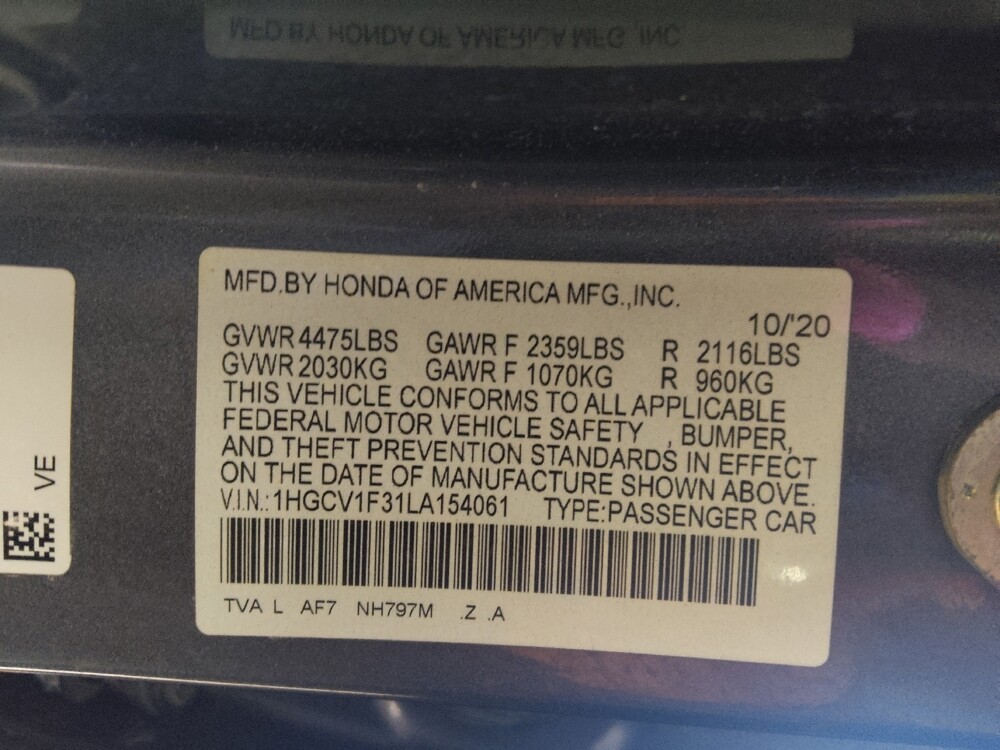 MFD BY HONDA OF AMERICA MFG INC
MFD.BY HONDA OF AMERICA MFG.,INC.
10/'20
GVWR 4475LBS GAWR F 2359LBS R 2116LBS
GVWR 2030KG GAWR F 1070KG R 960KG
THIS VEHICLE CONFORMS TO ALL APPLICABLE
FEDERAL MOTOR VEHICLE SAFETY , BUMPER,
AND THEFT PREVENTION STANDARDS IN EFFECT
ON THE DATE OF MANUFACTURE SHOWN ABOVE.
V.I.N.: 1HGCV1F31LA154061 TYPE:PASSENGER CAR
TVA L AF7 NH797M .Z .A
VE